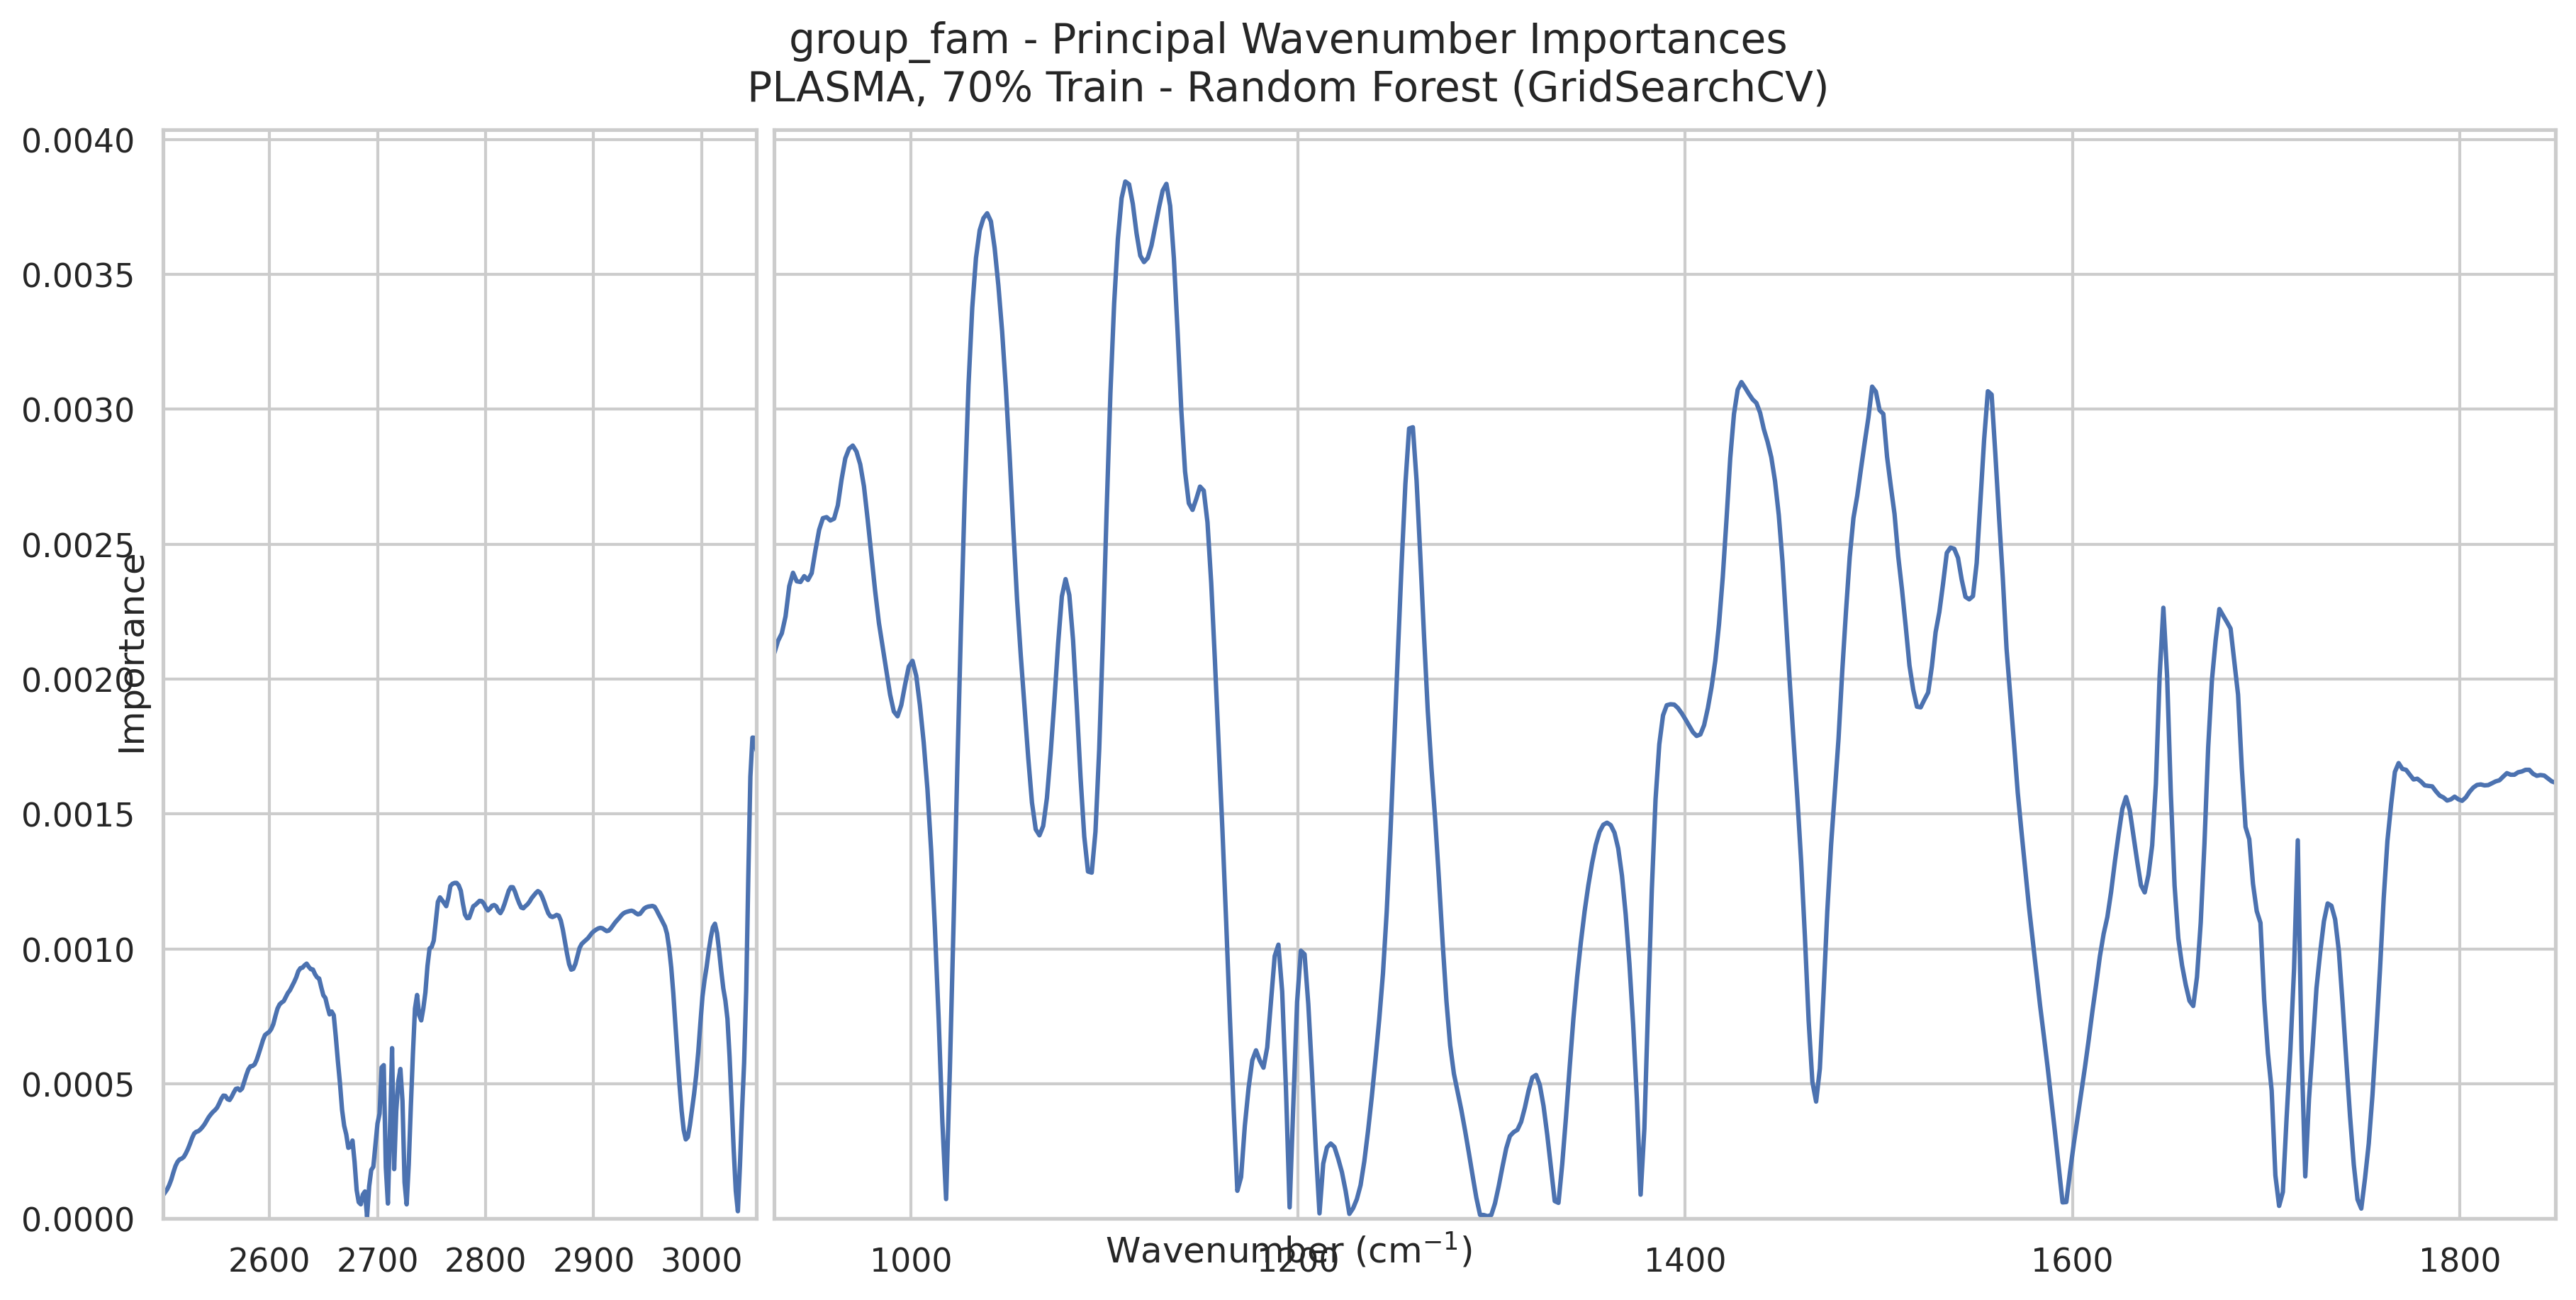 group_fam - Principal Wavenumber Importances
PLASMA, 70% Train - Random Forest (GridSearchCV)
0.0040
0.0035
0.0030
0.0025
0.0020
0.0015
0.0010
0.0005
0.0000
Importance
2600 2700 2800 2900 3000 1000 1200 1400 1600 1800
Wavenumber (cm⁻¹)